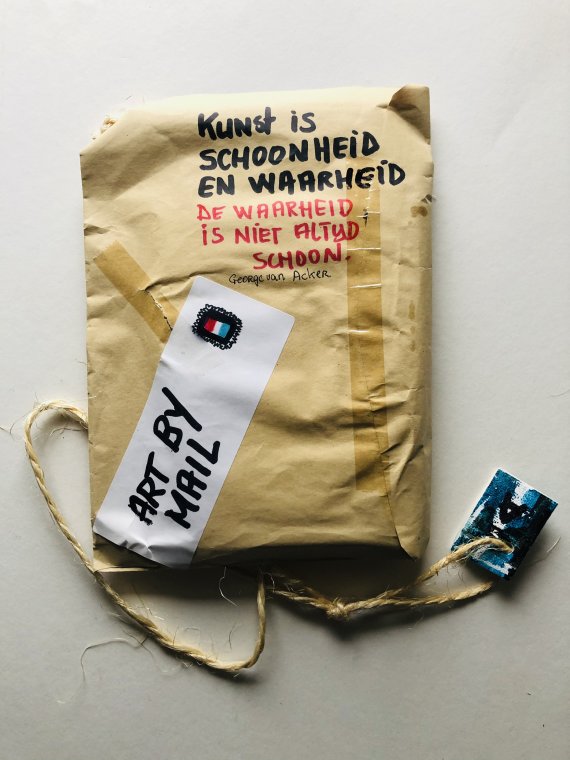 Kunst is
SCHOONHEID
EN WAARHEID
DE WAARHEID
is NIET ALTIJD
SCHOON.
George van Acker
ART BY
MAIL